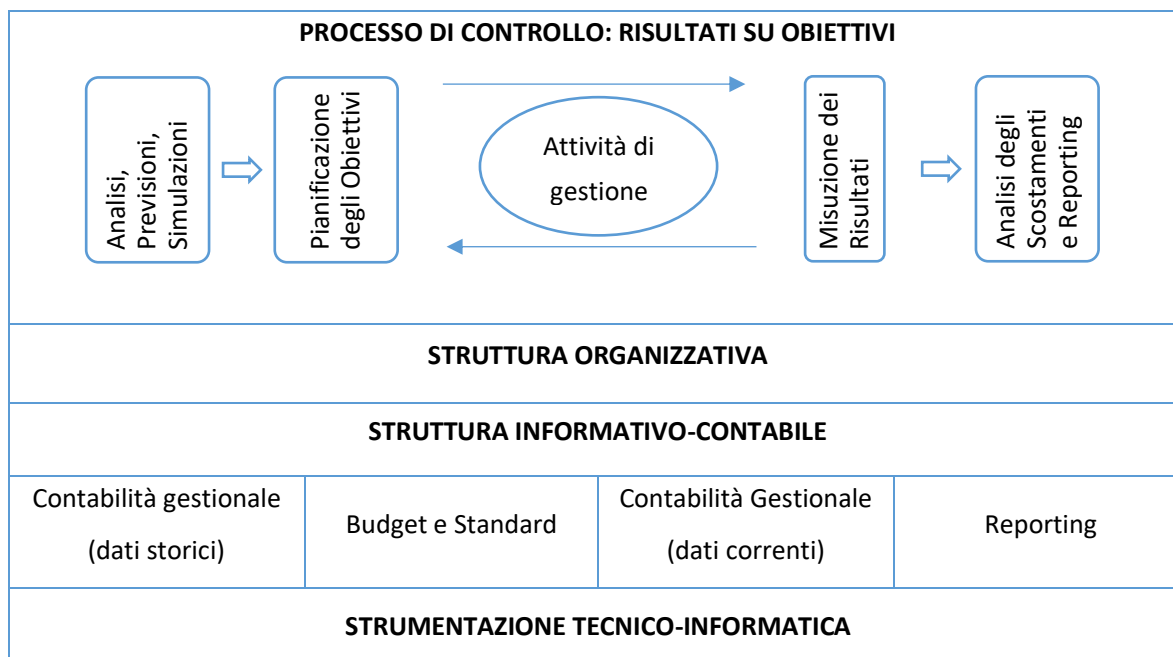 PROCESSO DI CONTROLLO: RISULTATI SU OBIETTIVI
Analisi,
Previsioni,
Simulazioni
Pianificazione
degli Obiettivi
Attività di
gestione
Misuzione dei
Risultati
Analisi degli
Scostamenti
e Reporting
STRUTTURA ORGANIZZATIVA
STRUTTURA INFORMATIVO-CONTABILE
Contabilità gestionale
(dati storici)
Budget e Standard
Contabilità Gestionale
(dati correnti)
Reporting
STRUMENTAZIONE TECNICO-INFORMATICA